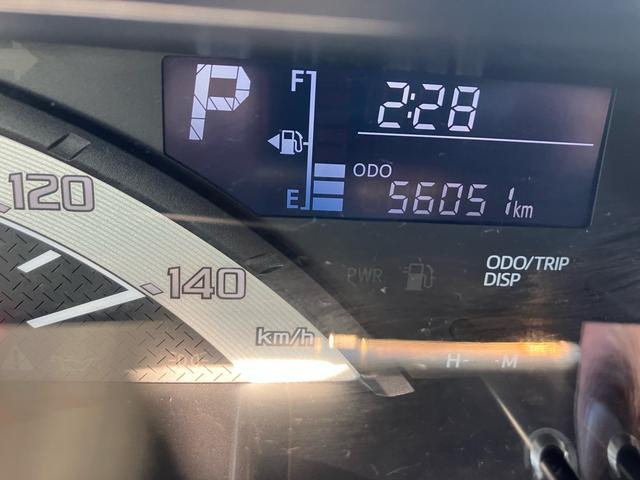 P
F
2:28
E
ODO
56051km
120
140
km/h
PWR
ODO/TRIP
DISP
H- -M